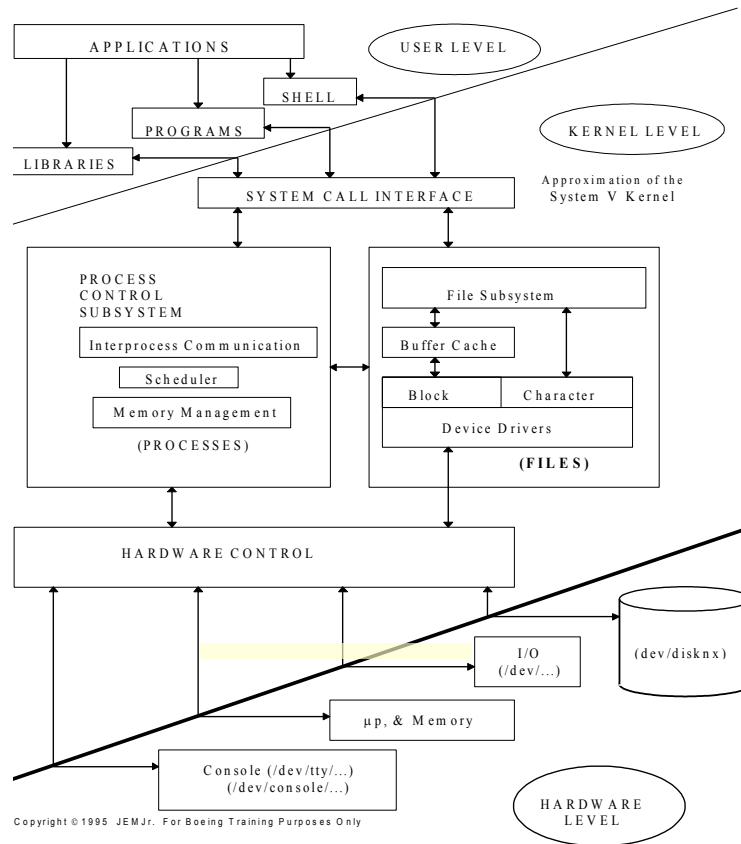 APPLICATIONS
USER LEVEL
SHELL
PROGRAMS
KERNEL LEVEL
LIBRARIES
Approximation of the
System V Kernel
SYSTEM CALL INTERFACE
PROCESS
CONTROL
SUBSYSTEM
Interprocess Communication
Scheduler
Memory Management
(PROCESSES)
File Subsystem
Buffer Cache
Block
Character
Device Drivers
(FILES)
HARDWARE CONTROL
I/O
(/dev/...)
(dev/disknx)
µp, & Memory
Console (/dev/tty/...)
(/dev/console/...)
HARDWARE
LEVEL
Copyright ©1995 JEMJr. For Boeing Training Purposes Only